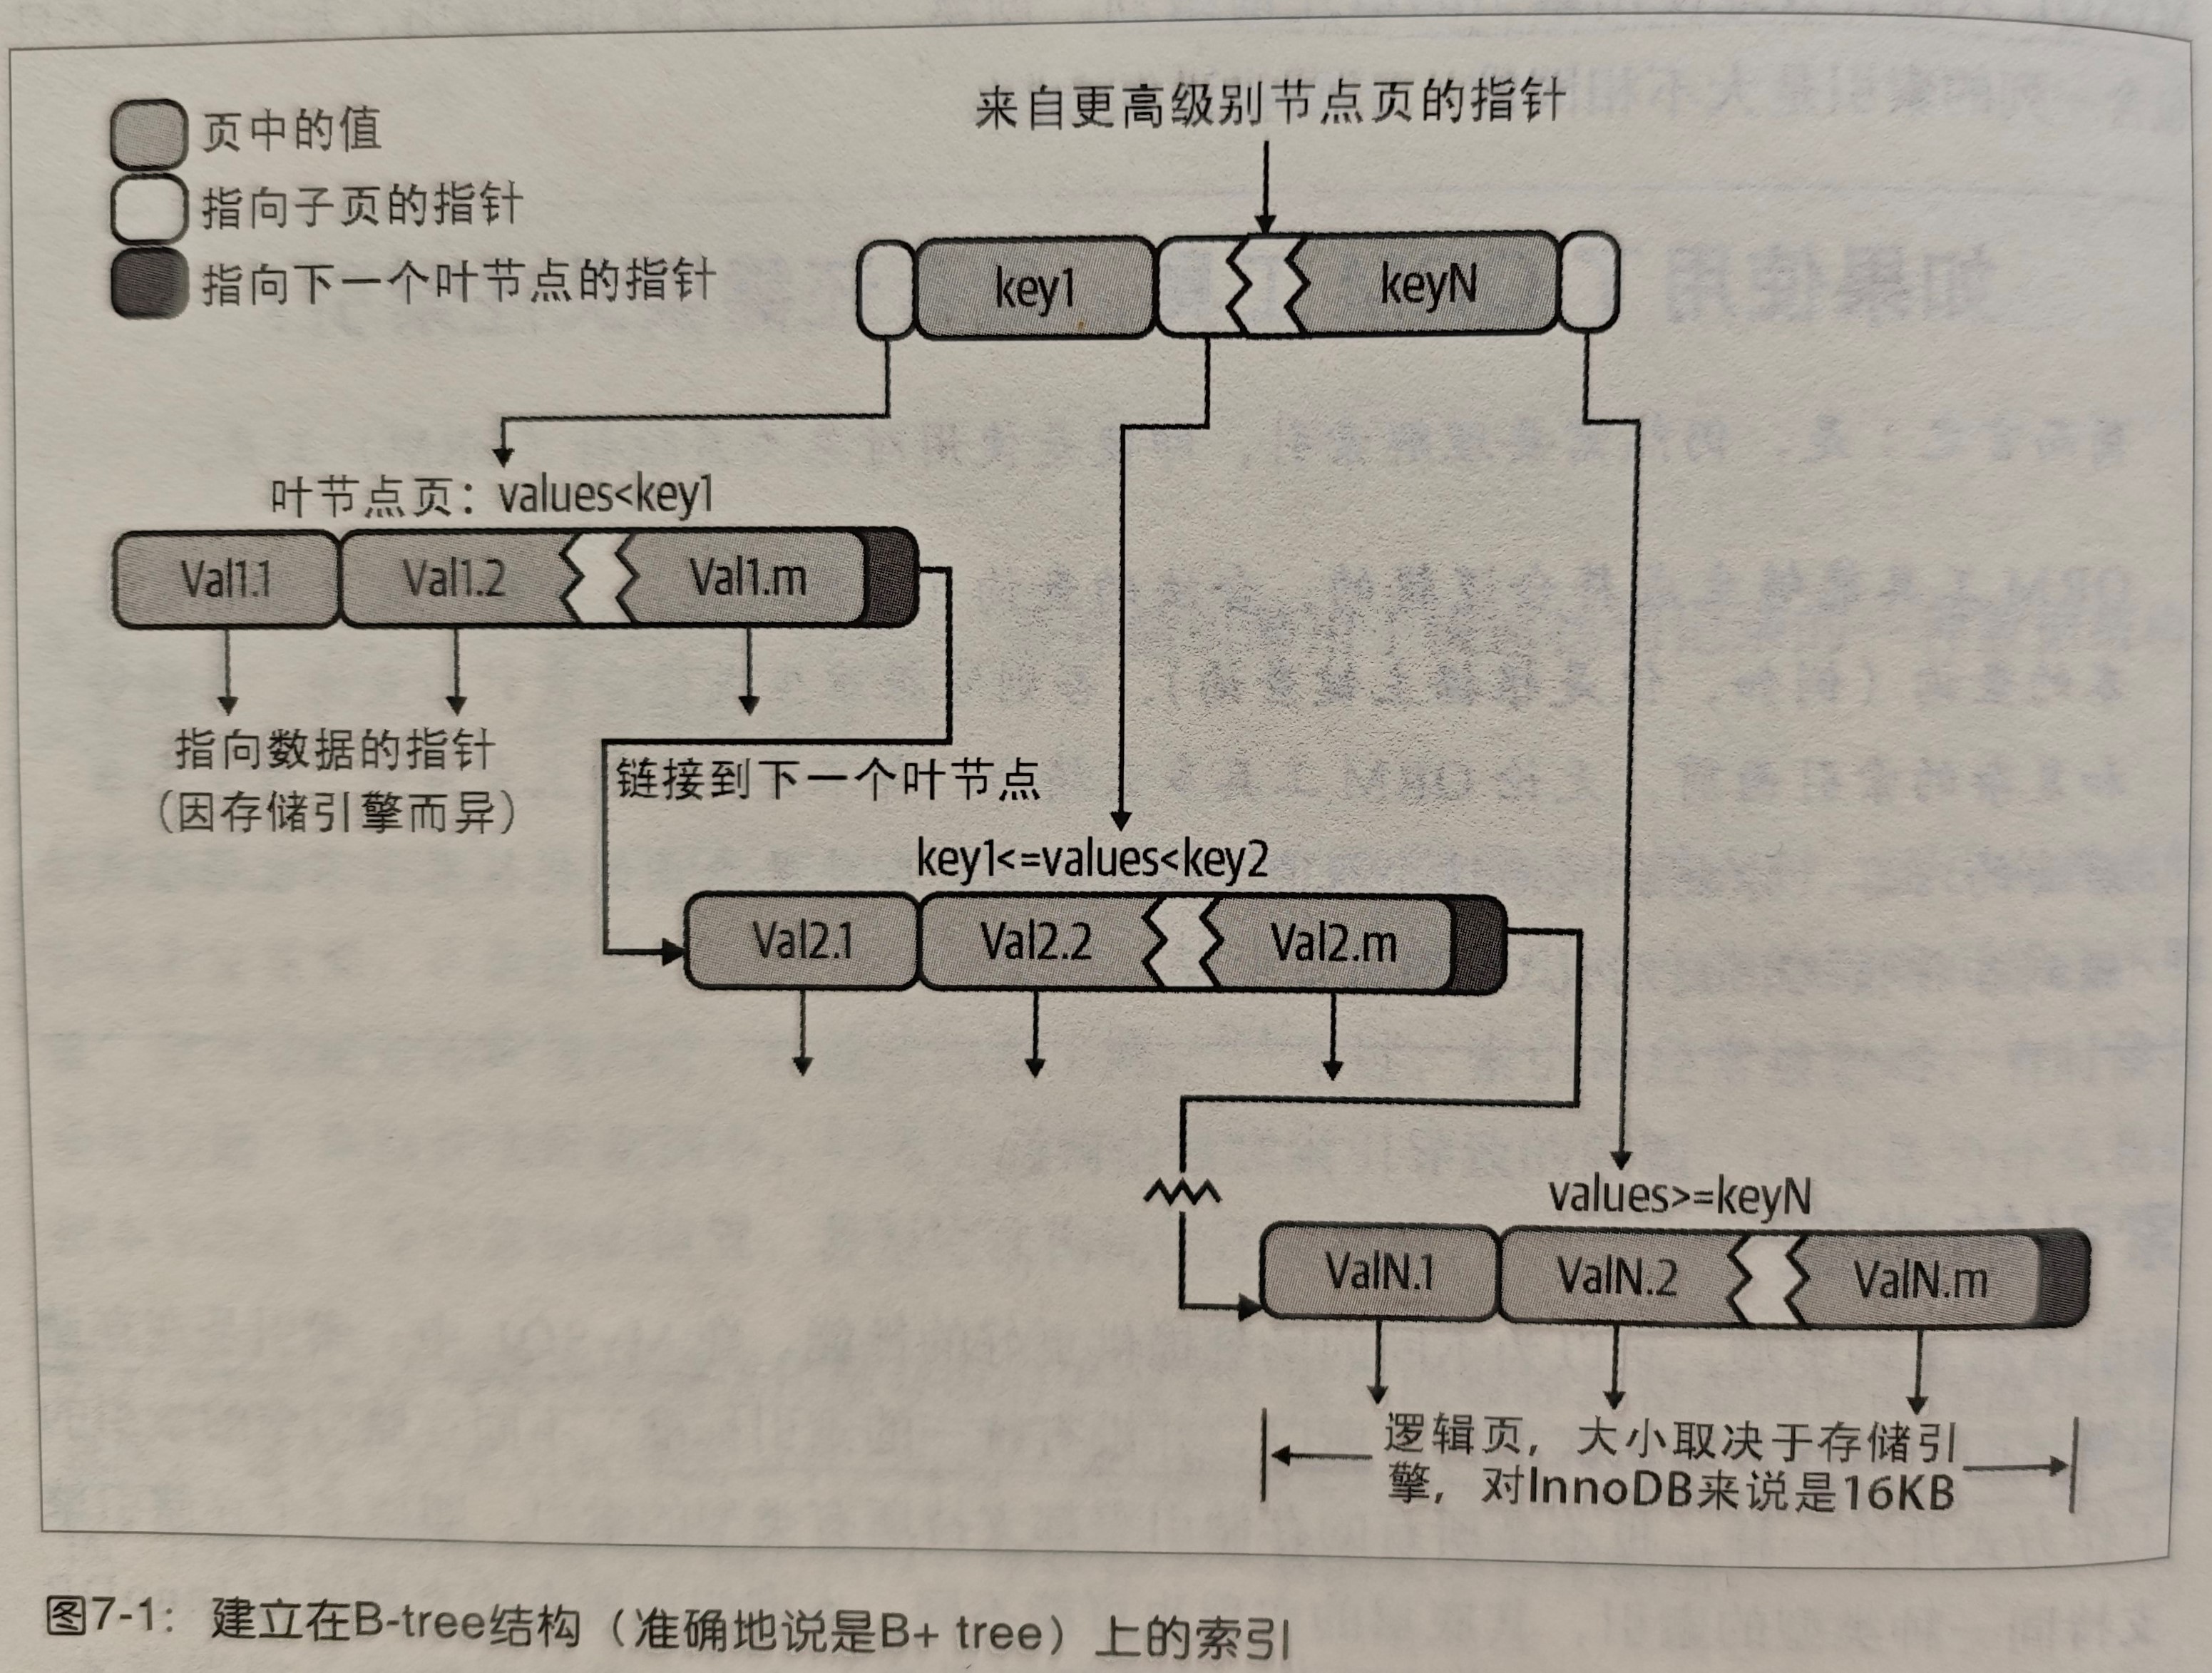 来自更高级别节点页的指针
页中的值
指向子页的指针
指向下一个叶节点的指针
key1
keyN
叶节点页：values<key1
Val1.1
Val1.2
Val1.m
指向数据的指针
（因存储引擎而异）
链接到下一个叶节点
key1<=values<key2
Val2.1
Val2.2
Val2.m
values>=keyN
ValN.1
ValN.2
ValN.m
逻辑页，大小取决于存储引
擎，对InnoDB来说是16KB
图7-1：建立在B-tree结构（准确地说是B+ tree）上的索引